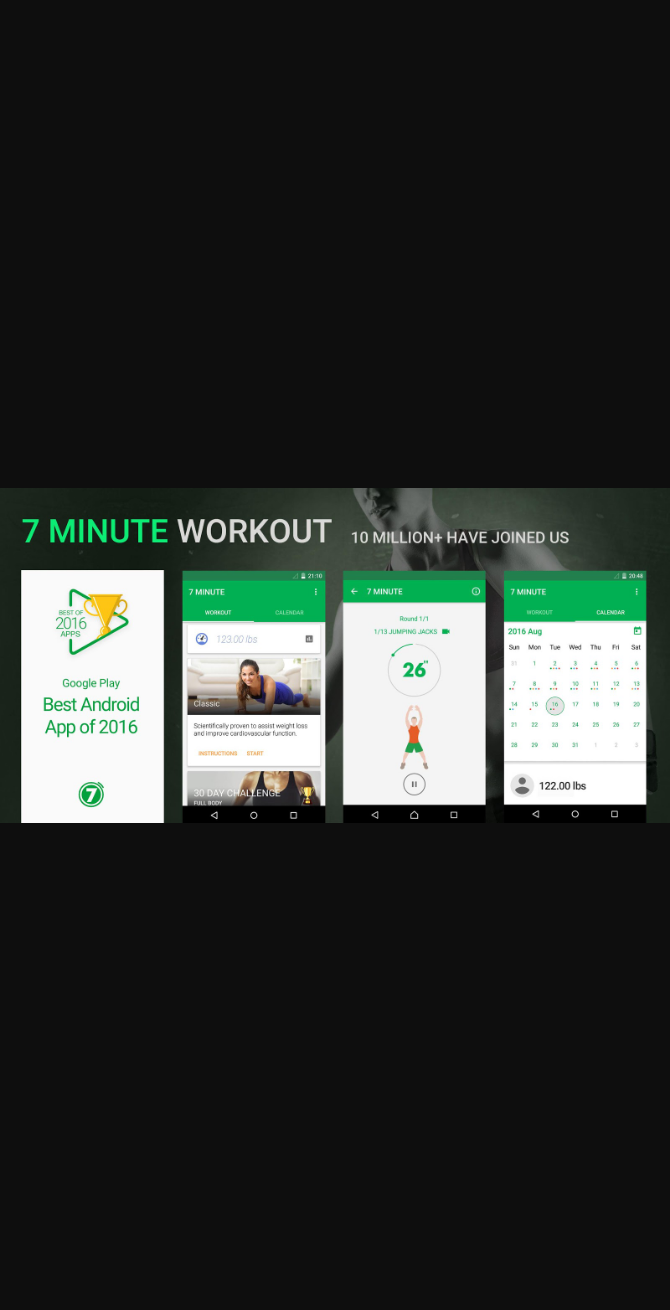 7 MINUTE WORKOUT
10 MILLION+ HAVE JOINED US
BEST OF
2016
APPS
Google Play
Best Android
App of 2016
7
21:10
7 MINUTE
WORKOUT CALENDAR
123.00 lbs
Classic
Scientifically proven to assist weight loss
and improve cardiovascular function.
INSTRUCTIONS START
30 DAY CHALLENGE
FULL BODY
7 MINUTE
Round 1/1
1/13 JUMPING JACKS
26"
20:48
7 MINUTE
WORKOUT CALENDAR
2016 Aug
Sun Mon Tue Wed Thu Fri Sat
31 1 2 3 4 5 6
7 8 9 10 11 12 13
14 15 16 17 18 19 20
21 22 23 24 25 26 27
28 29 30 31 1 2 3
122.00 lbs